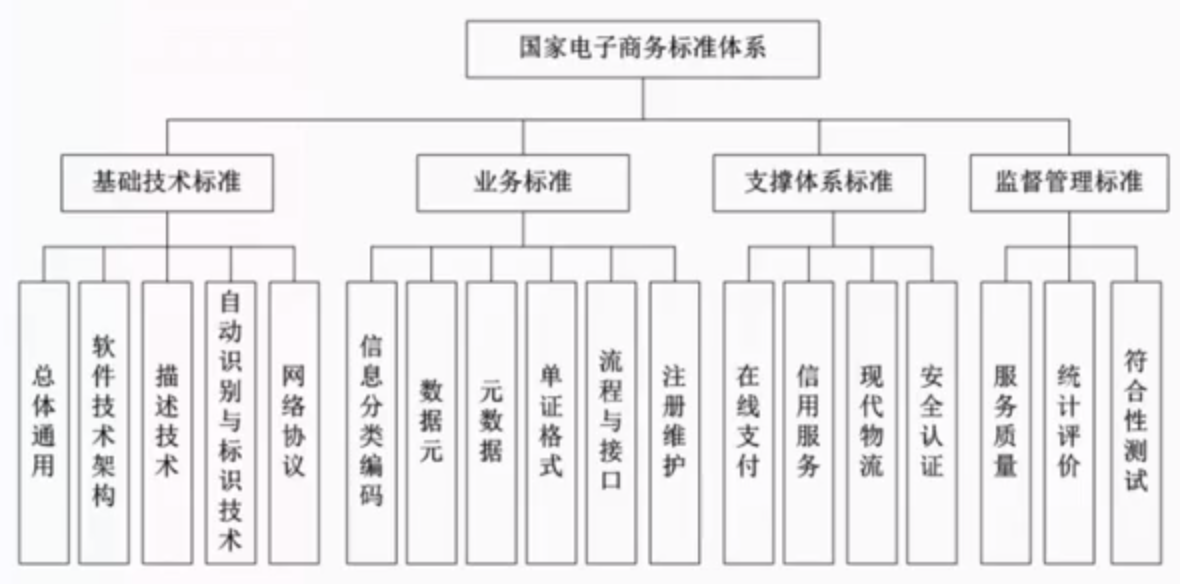 国家电子商务标准体系
基础技术标准
业务标准
支撑体系标准
监督管理标准
总体通用
软件技术架构
描述技术
自动识别与标识技术
网络协议
信息分类编码
数据元
元数据
单证格式
流程与接口
注册维护
在线支付
信用服务
现代物流
安全认证
服务质量
统计评价
符合性测试